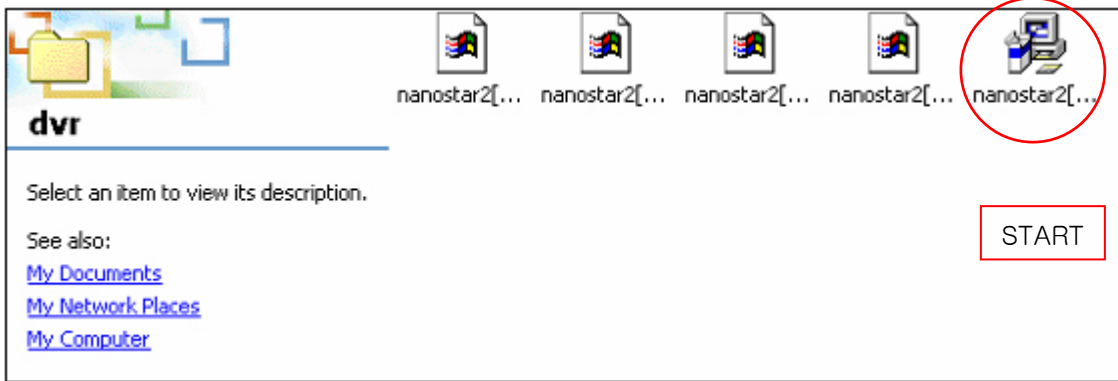 nanostar2[... nanostar2[... nanostar2[... nanostar2[... nanostar2[...
dvr
Select an item to view its description.
See also:
My Documents
My Network Places
My Computer
START